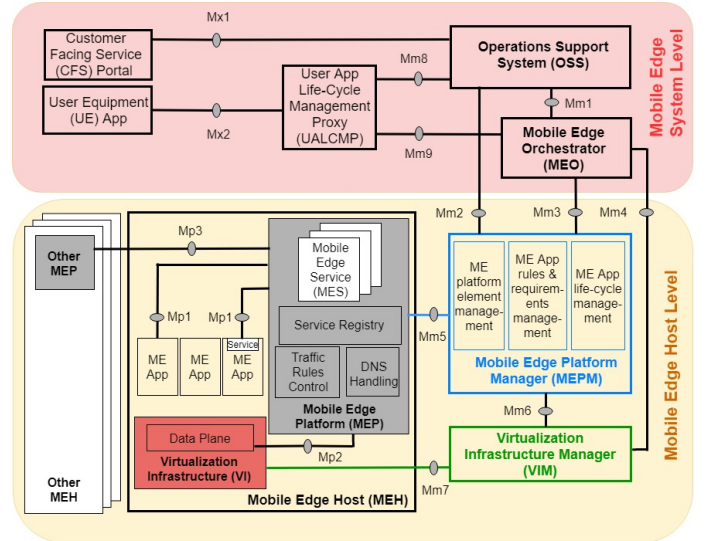 Mx1
Customer
Facing Service
(CFS) Portal
Operations Support
System (OSS)
Mm8
User App
Life-Cycle
Management
Proxy
(UALCMP)
User Equipment
(UE) App
Mx2
Mm1
Mm9
Mobile Edge
Orchestrator
(MEO)
Mobile Edge
System Level
Mm2
Mm3
Mm4
Mp3
Other
MEP
Mobile
Edge
Service
(MES)
ME
platform
element
manage-
ment
ME App
rules &
require-
ments
manage-
ment
ME App
life-cycle
manage-
ment
Mp1
Mp1
Service Registry
Mm5
Service
ME
App
ME
App
ME
App
Traffic
Rules
Control
DNS
Handling
Mobile Edge Platform
Manager (MEPM)
Mobile Edge
Platform (MEP)
Mm6
Data Plane
Mp2
Virtualization
Infrastructure (VI)
Virtualization
Infrastructure Manager
(VIM)
Mm7
Other
MEH
Mobile Edge Host (MEH)
Mobile Edge Host Level